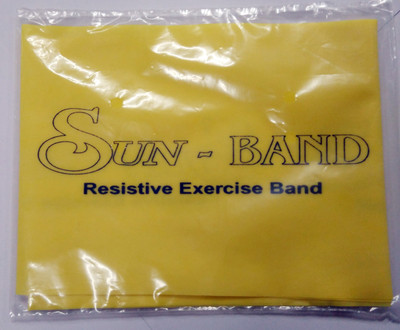 SUN - BAND
Resistive Exercise Band